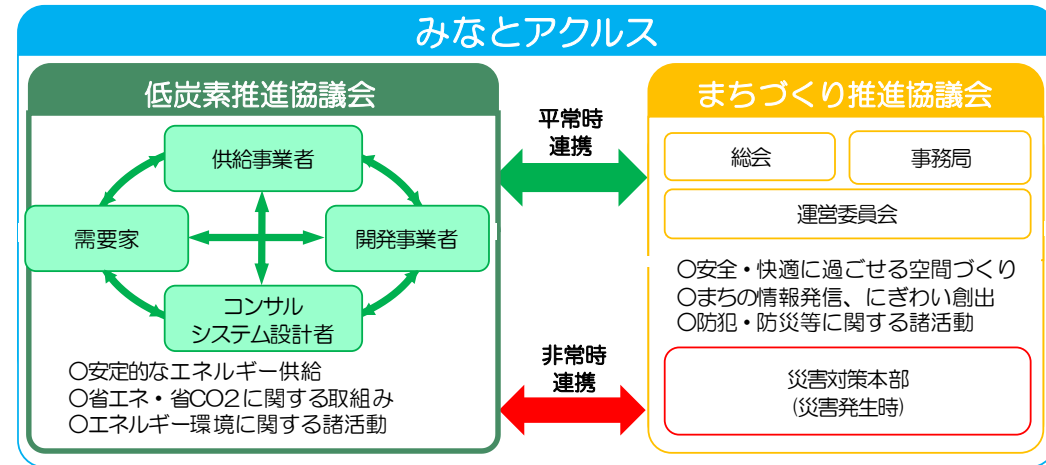 みなとアクルス
低炭素推進協議会
供給事業者
需要家
開発事業者
コンサル
システム設計者
○安定的なエネルギー供給
○省エネ・省CO2に関する取組み
○エネルギー環境に関する諸活動
平常時
連携
非常時
連携
まちづくり推進協議会
総会
事務局
運営委員会
○安全・快適に過ごせる空間づくり
○まちの情報発信、にぎわい創出
○防犯・防災等に関する諸活動
災害対策本部
(災害発生時)